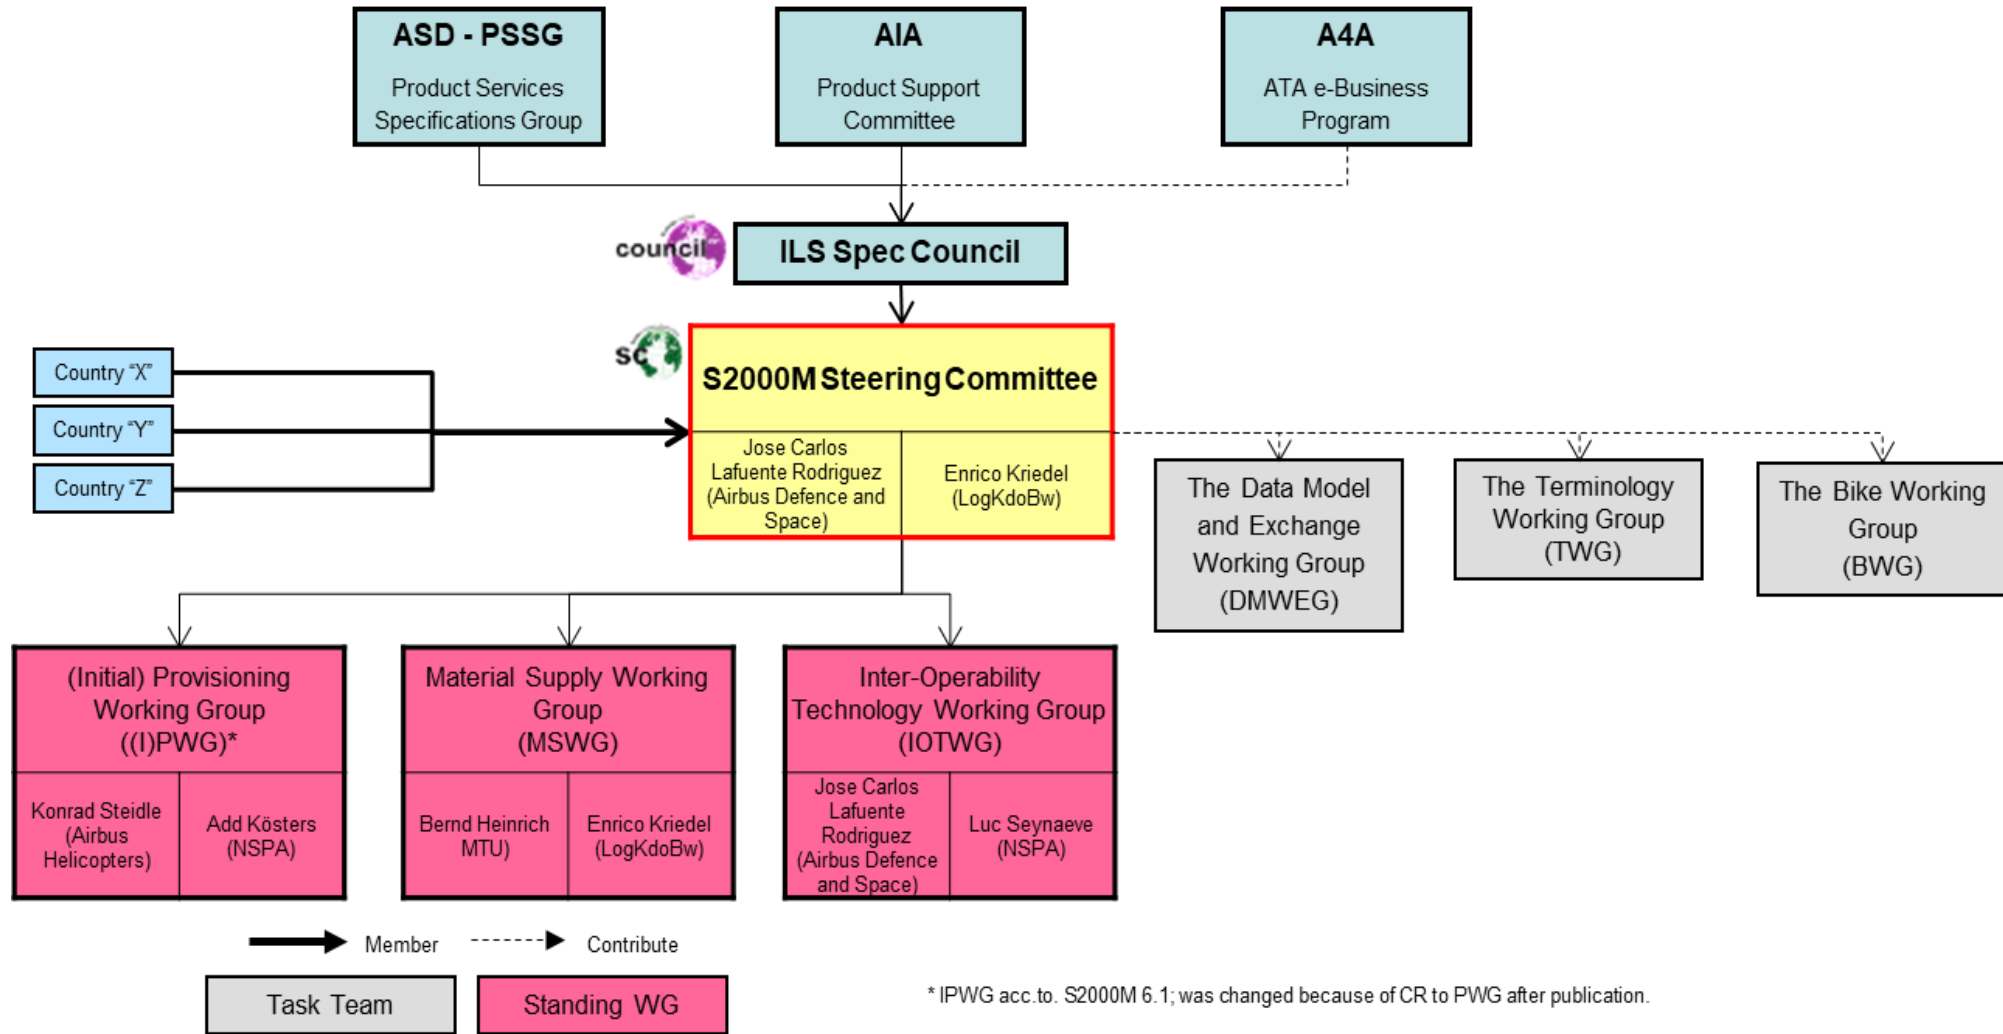 ASD - PSSG
Product Services
Specifications Group
AIA
Product Support
Committee
A4A
ATA e-Business
Program
council
ILS Spec Council
sc
S2000M Steering Committee
Jose Carlos
Lafuente Rodriguez
(Airbus Defence and
Space)
Enrico Kriedel
(LogKdoBw)
Country “X”
Country “Y”
Country “Z”
The Data Model
and Exchange
Working Group
(DMWEG)
The Terminology
Working Group
(TWG)
The Bike Working
Group
(BWG)
(Initial) Provisioning
Working Group
((I)PWG)*
Konrad Steidle
(Airbus
Helicopters)
Add Kösters
(NSPA)
Material Supply Working
Group
(MSWG)
Bernd Heinrich
MTU)
Enrico Kriedel
(LogKdoBw)
Inter-Operability
Technology Working Group
(IOTWG)
Jose Carlos
Lafuente
Rodriguez
(Airbus Defence
and Space)
Luc Seynaeve
(NSPA)
Member
Contribute
Task Team
Standing WG
* IPWG acc.to. S2000M 6.1; was changed because of CR to PWG after publication.